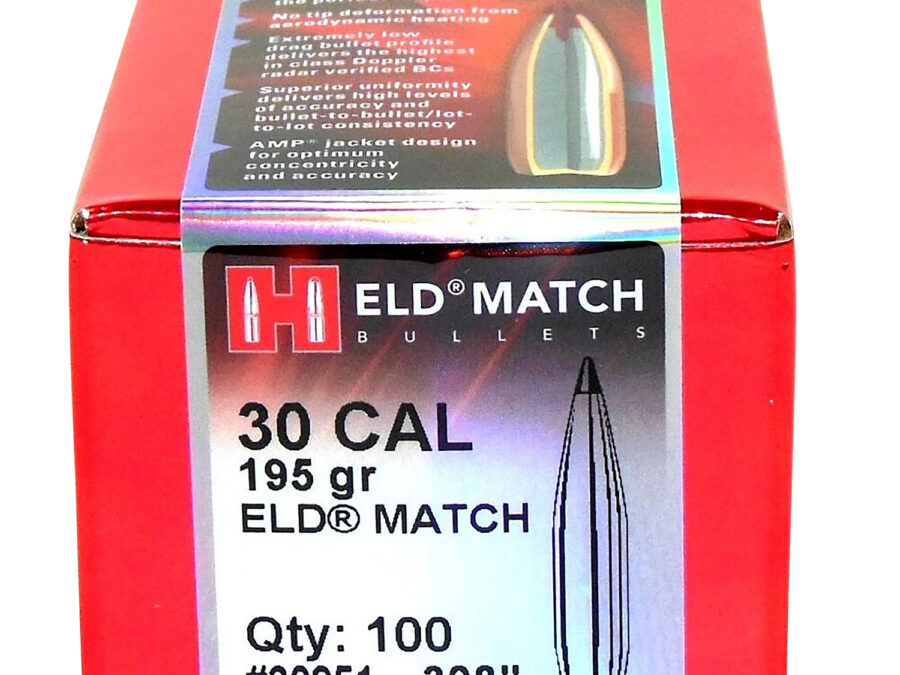 No tip deformation from
aerodynamic heating
Extremely low
drag bullet profile
delivers the highest
in class Doppler
radar verified BCs
Superior uniformity
delivers high levels
of accuracy and
bullet-to-bullet/lot-
to-lot consistency
AMP® jacket design
for optimum
concentricity
and accuracy
H ELD® MATCH
BULLETS
30 CAL
195 gr
ELD® MATCH
Qty: 100